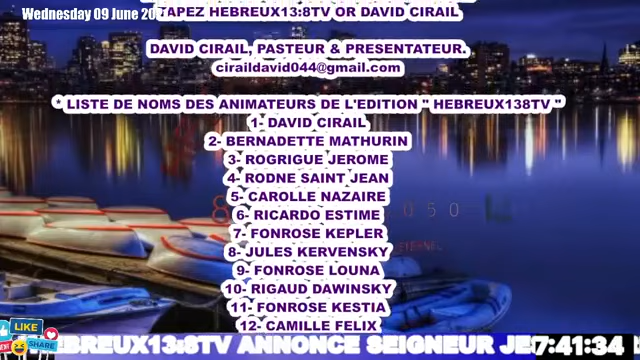 Wednesday 09 June
TAPEZ HEBREUX13:8TV OR DAVID CIRAIL
DAVID CIRAIL, PASTEUR & PRESENTATEUR.
ciraildavid044@gmail.com
* LISTE DE NOMS DES ANIMATEURS DE L'EDITION " HEBREUX138TV "
1- DAVID CIRAIL
2- BERNADETTE MATHURIN
3- ROGRIGUE JEROME
4- RODNE SAINT JEAN
5- CAROLLE NAZAIRE
6- RICARDO ESTIME
7- FONROSE KEPLER
8- JULES KERVENSKY
9- FONROSE LOUNA
10- RIGAUD DAWINSKY
11- FONROSE KESTIA
12- CAMILLE FELIX
LIKE
SHARE
HEBREUX13:8TV ANNONCE SEIGNEUR JE
7:41:34